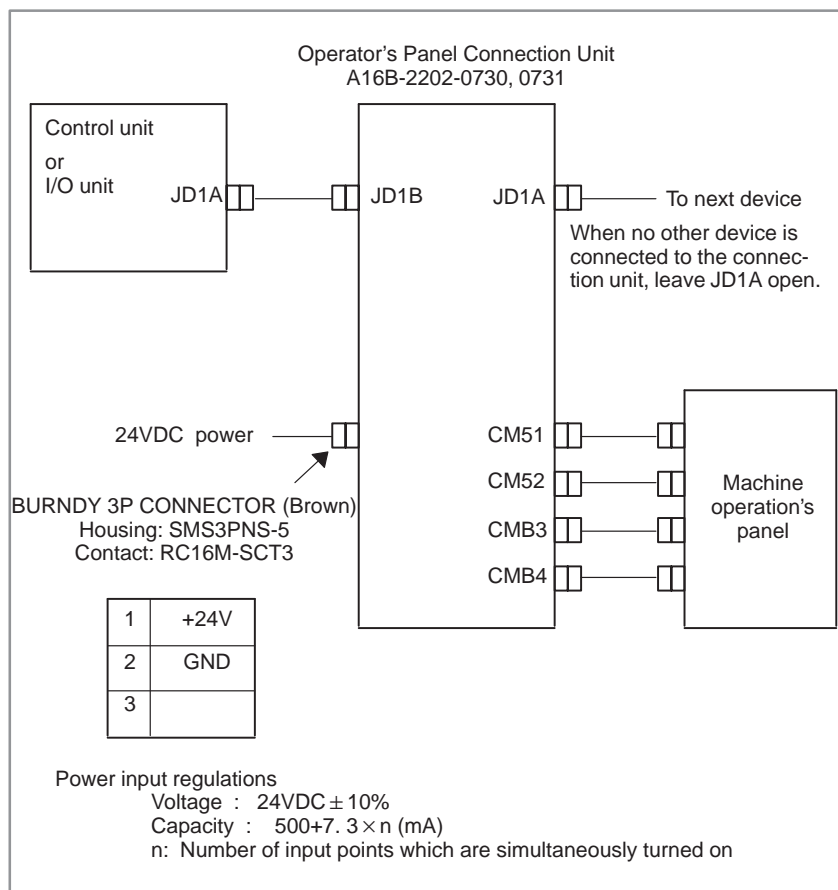 Operator’s Panel Connection Unit
A16B-2202-0730, 0731
Control unit
or
I/O unit
JD1A
JD1B
JD1A
To next device
When no other device is
connected to the connec-
tion unit, leave JD1A open.
24VDC power
CM51
CM52
CMB3
CMB4
Machine
operation’s
panel
BURNDY 3P CONNECTOR (Brown)
Housing: SMS3PNS-5
Contact: RC16M-SCT3
1 +24V
2 GND
3
Power input regulations
Voltage : 24VDC ± 10%
Capacity : 500+7. 3 × n (mA)
n: Number of input points which are simultaneously turned on